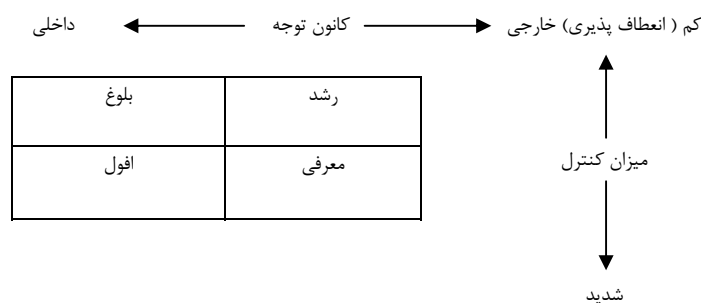 کم ( انعطاف پذیری) خارجی کانون توجه داخلی
رشد بلوغ
میزان کنترل معرفی افول
شدید